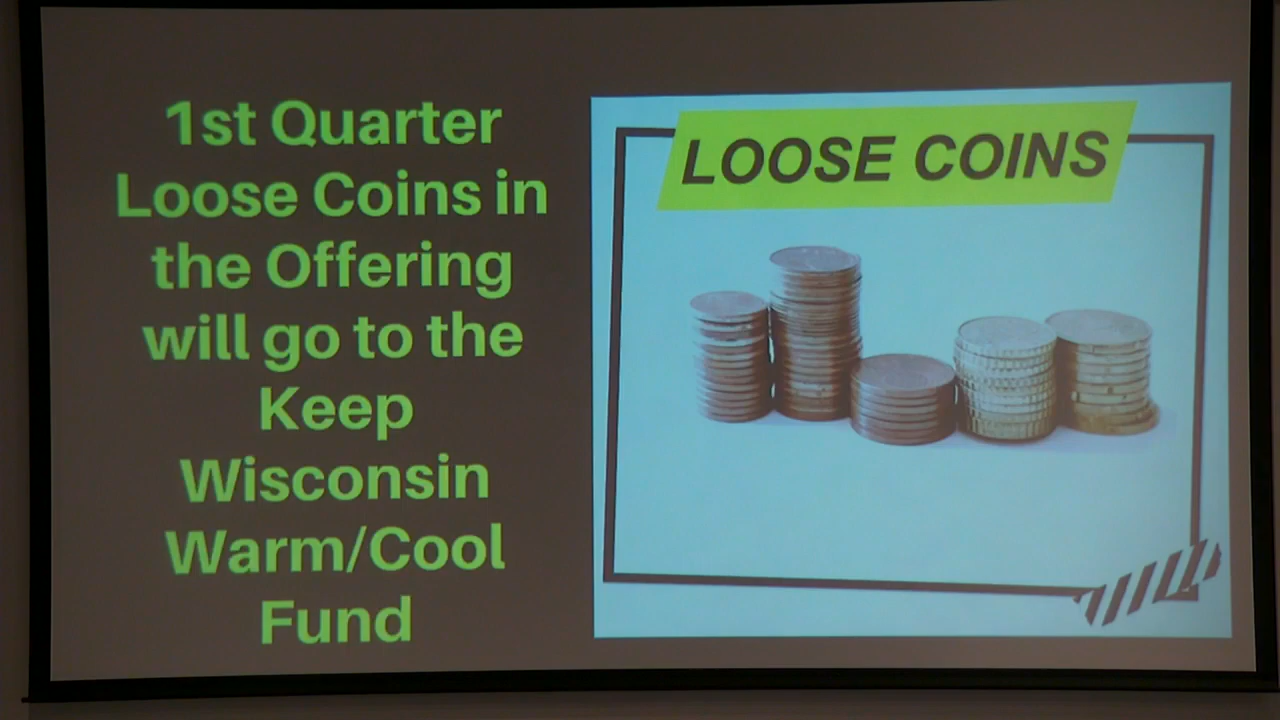 1st Quarter
Loose Coins in
the Offering
will go to the
Keep
Wisconsin
Warm/Cool
Fund
LOOSE COINS